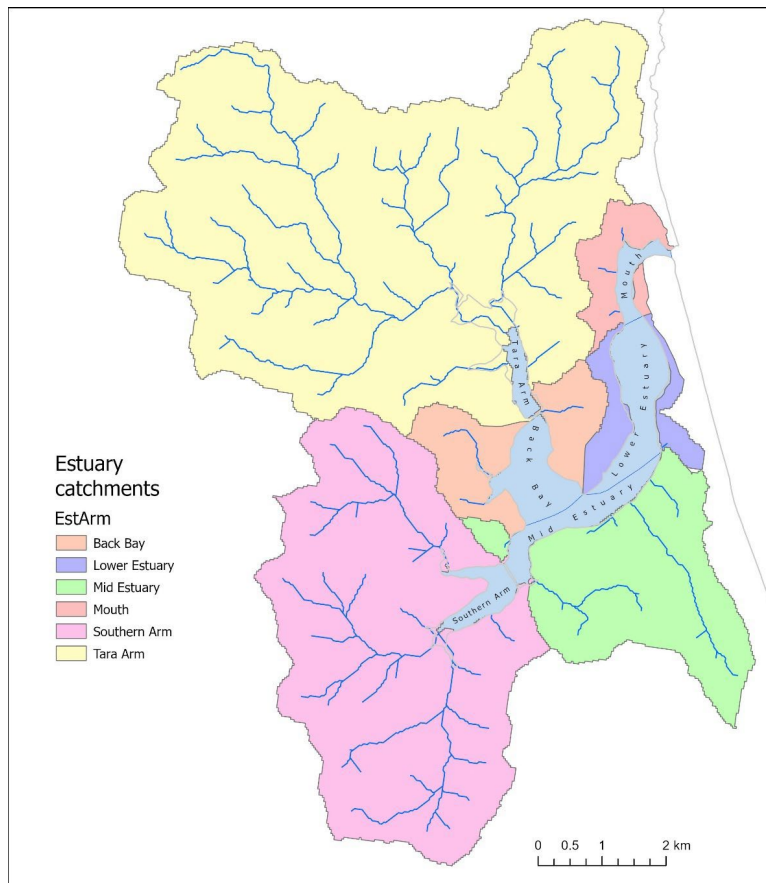 Mouth
Lower Estuary
Tara Arm
Back Bay
Mid Estuary
Southern Arm
Estuary
catchments
EstArm
Back Bay
Lower Estuary
Mid Estuary
Mouth
Southern Arm
Tara Arm
0 0.5 1 2 km